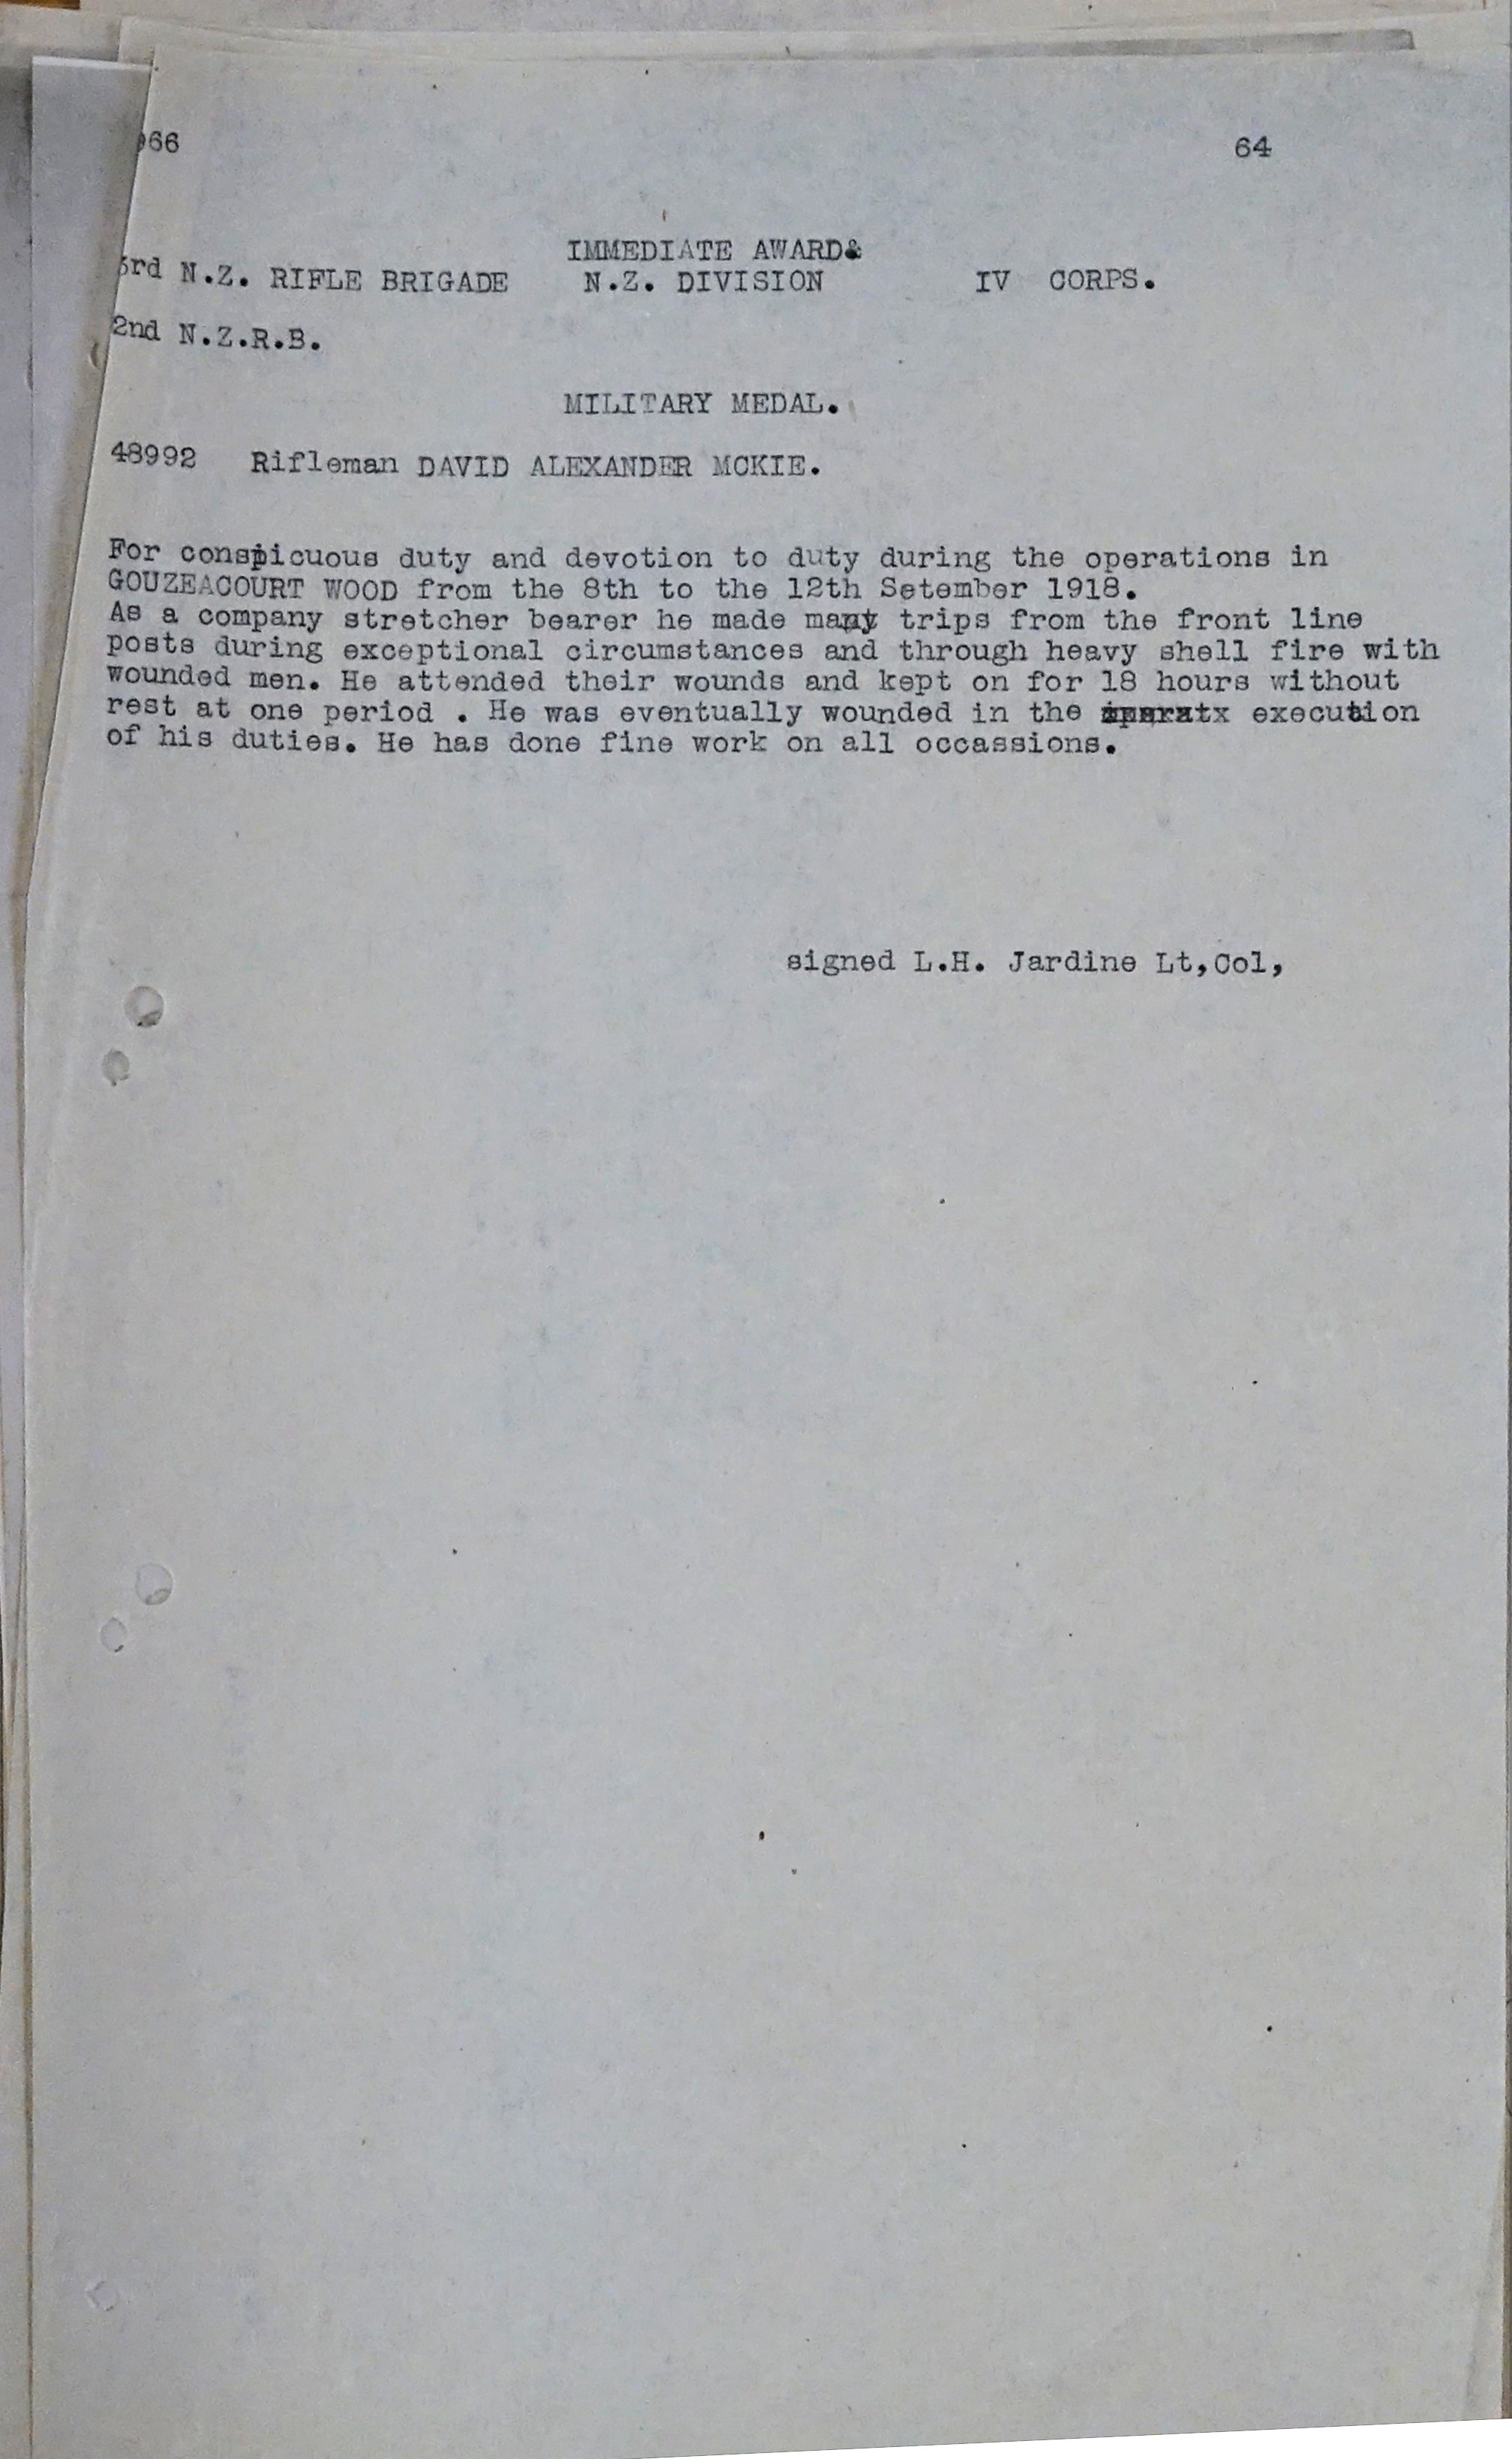 66 64
IMMEDIATE AWARD&
3rd N.Z. RIFLE BRIGADE N.Z. DIVISION IV CORPS.
2nd N.Z.R.B.
MILITARY MEDAL.
48992 Rifleman DAVID ALEXANDER MCKIE.
For conspicuous duty and devotion to duty during the operations in
GOUZEACOURT WOOD from the 8th to the 12th Setember 1918.
As a company stretcher bearer he made many trips from the front line
posts during exceptional circumstances and through heavy shell fire with
wounded men. He attended their wounds and kept on for 18 hours without
rest at one period . He was eventually wounded in the execution
of his duties. He has done fine work on all occassions.
signed L.H. Jardine Lt,Col,